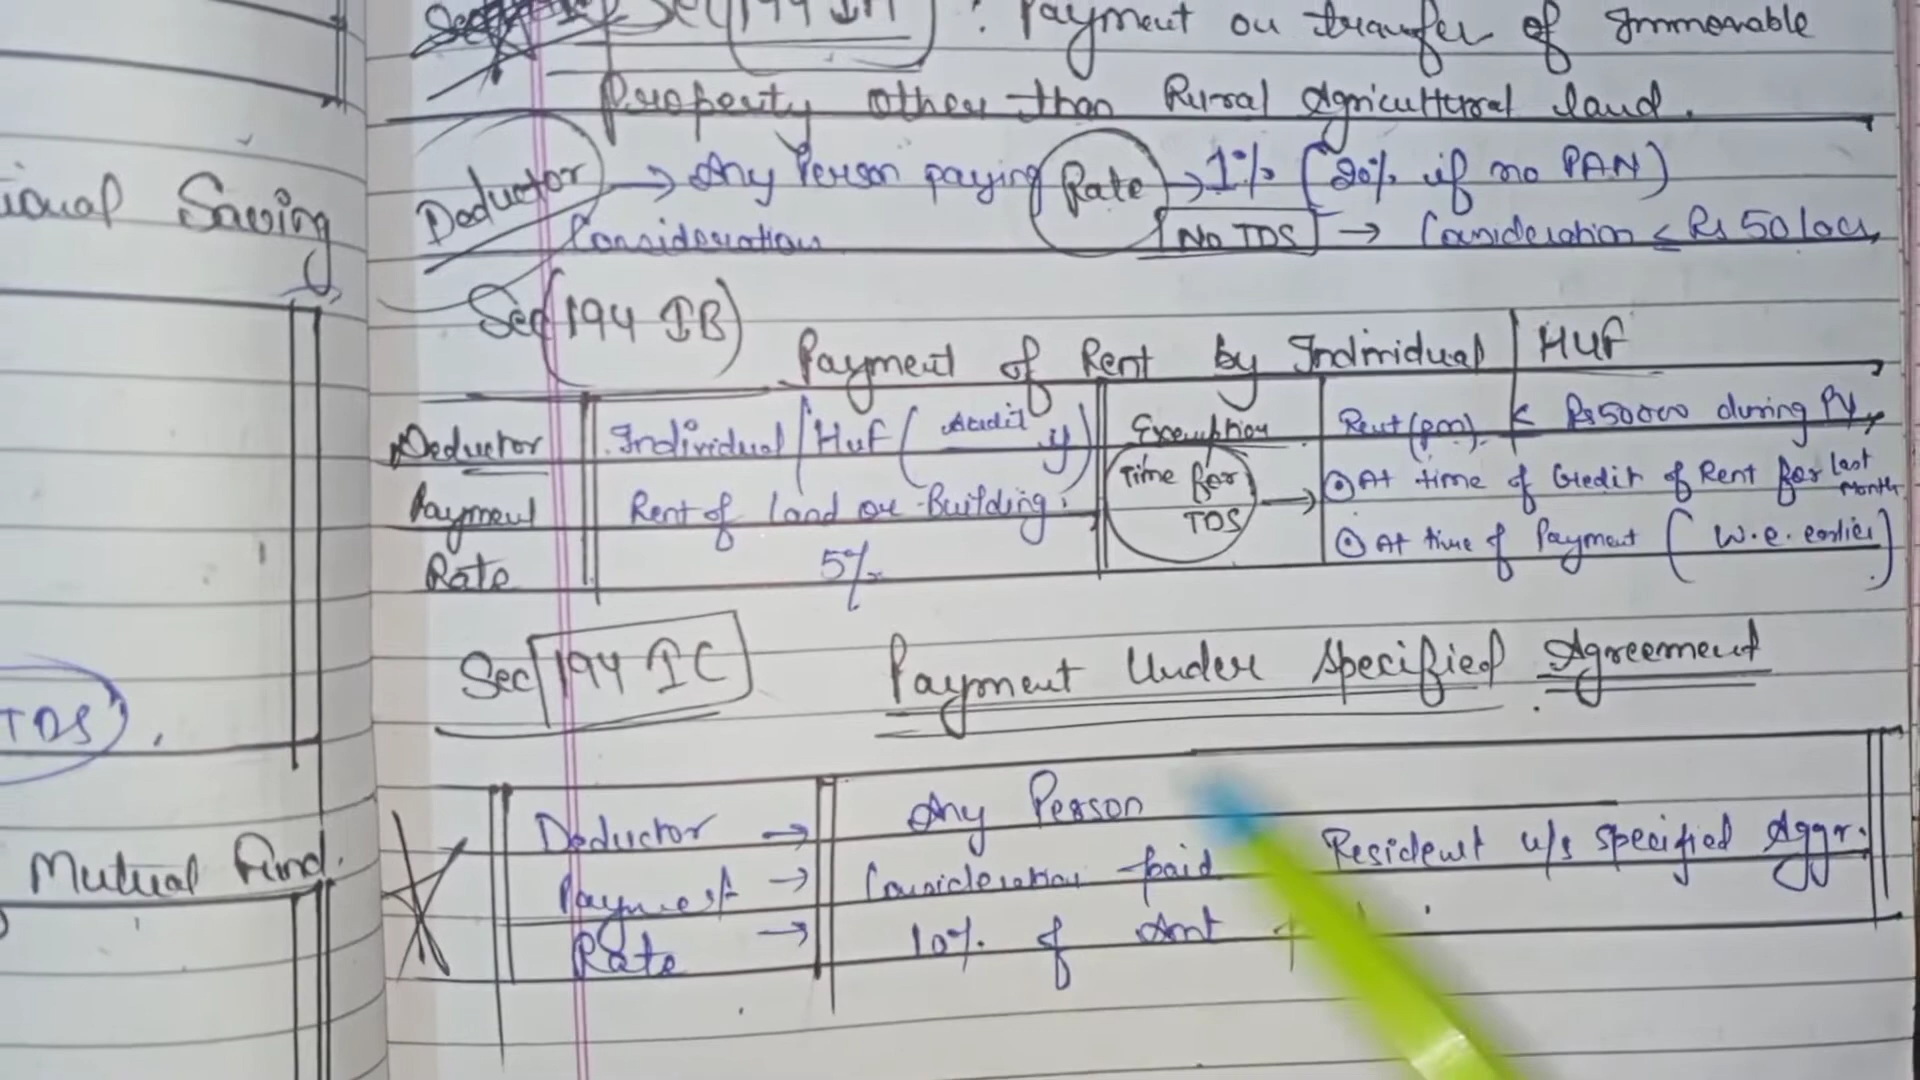 ional Saving
TDS).
Mutual Fund.
Sec 194 IA : Payment on transfer of Immovable
Property other than Rural Agricultural land.
Deductor → Any Person paying Consideration
Rate → 1% (20% if no PAN)
No TDS → Consideration ≤ Rs 50 lacs
Sec 194 IB
Payment of Rent by Individual | HUF
Deductor Individual / HUF (Audit y)
Exemption Rent (pm) < Rs 50000 during PY
Payment Rent of land or Building.
Time for TDS → ① At time of Credit of Rent for last Month
② At time of Payment (W.e. earlier)
Rate 5%
Sec 194 IC Payment Under Specified Agreement
Deductor → Any Person
Payment → Consideration paid Resident u/s specified Aggr.
Rate → 10% of Amt